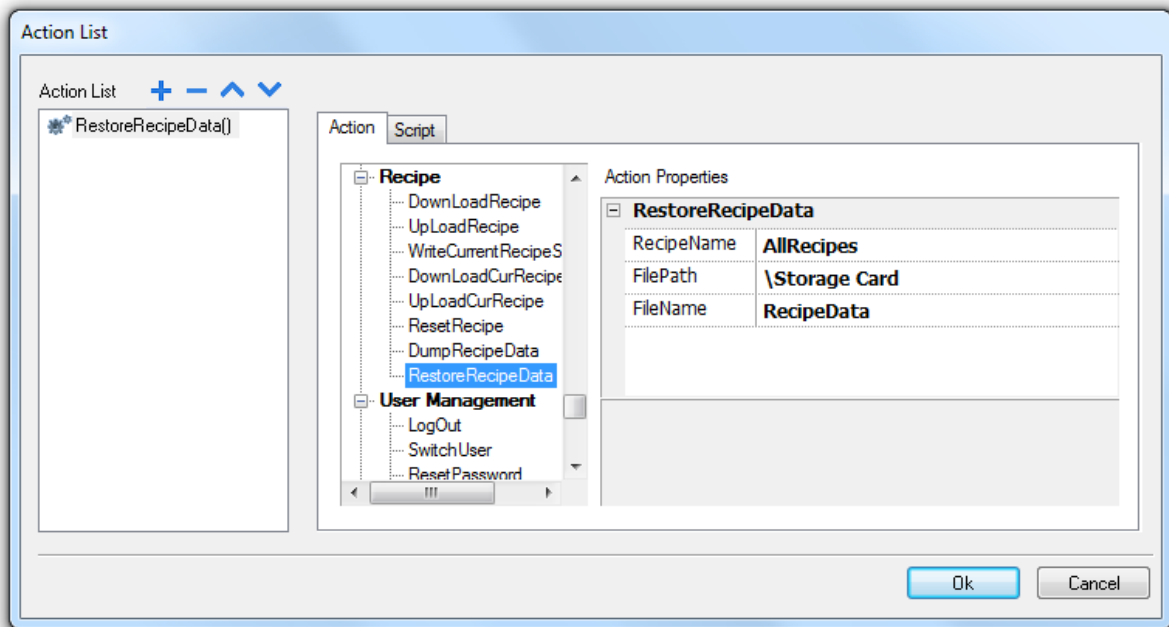 Action List
Action List
RestoreRecipeData()
Action
Script
Recipe
DownLoadRecipe
UpLoadRecipe
WriteCurrentRecipeS
DownLoadCurRecipe
UpLoadCurRecipe
ResetRecipe
DumpRecipeData
RestoreRecipeData
User Management
LogOut
SwitchUser
ResetPassword
Action Properties
RestoreRecipeData
RecipeName AllRecipes
FilePath \Storage Card
FileName RecipeData
Ok
Cancel